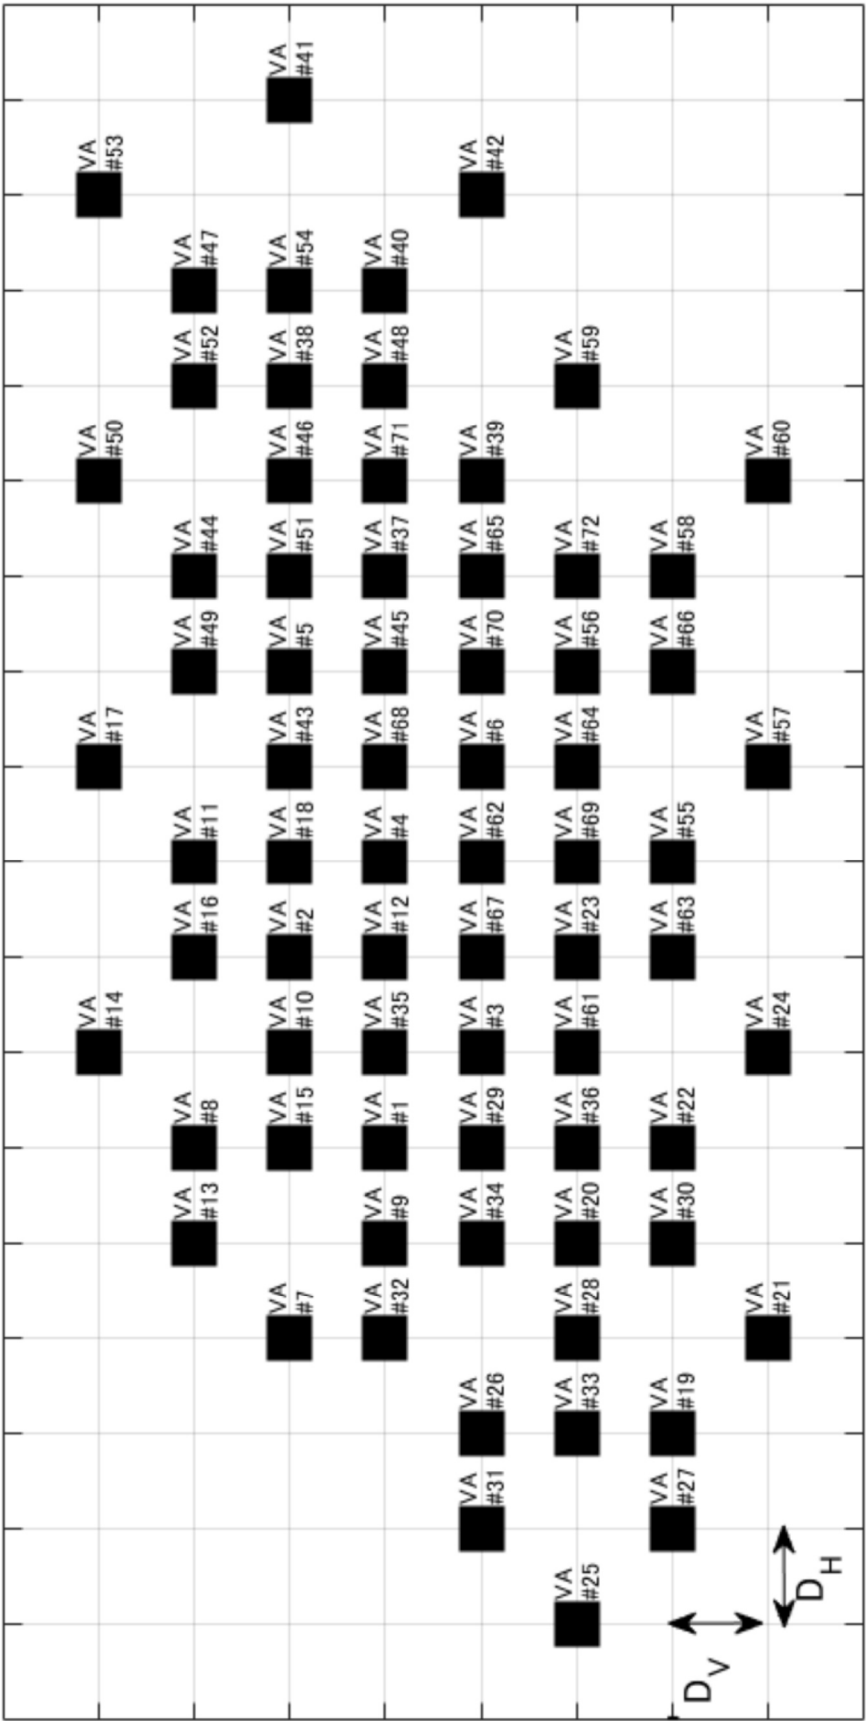 VA VA VA VA
#14 #17 #50 #53
VA VA VA VA VA VA VA VA
#13 #8 #16 #11 #49 #44 #52 #47
VA VA VA VA VA VA VA VA VA VA VA VA
#7 #15 #10 #2 #18 #43 #5 #51 #46 #38 #54 #41
VA VA VA VA VA VA VA VA VA VA VA VA
#32 #9 #1 #35 #12 #4 #68 #45 #37 #71 #48 #40
VA VA VA VA VA VA VA VA VA VA VA VA
#31 #26 #34 #29 #3 #67 #62 #6 #70 #65 #39 #42
VA VA VA VA VA VA VA VA VA VA VA VA
#25 #33 #28 #20 #36 #61 #23 #69 #64 #56 #72 #59
VA VA VA VA VA VA VA VA
#27 #19 #30 #22 #63 #55 #66 #58
VA VA VA VA
#21 #24 #57 #60
DV
DH